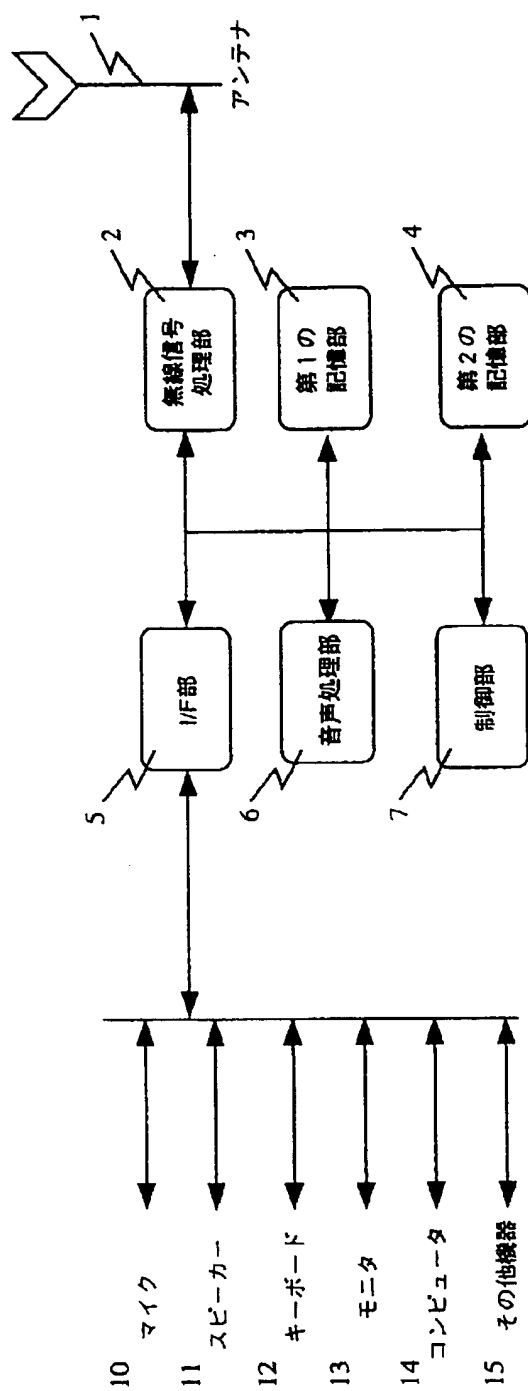 1
アンテナ
2
無線信号
処理部
3
第1の
記憶部
4
第2の
記憶部
5
I/F部
6
音声処理部
7
制御部
10
マイク
11
スピーカー
12
キーボード
13
モニタ
14
コンピュータ
15
その他機器